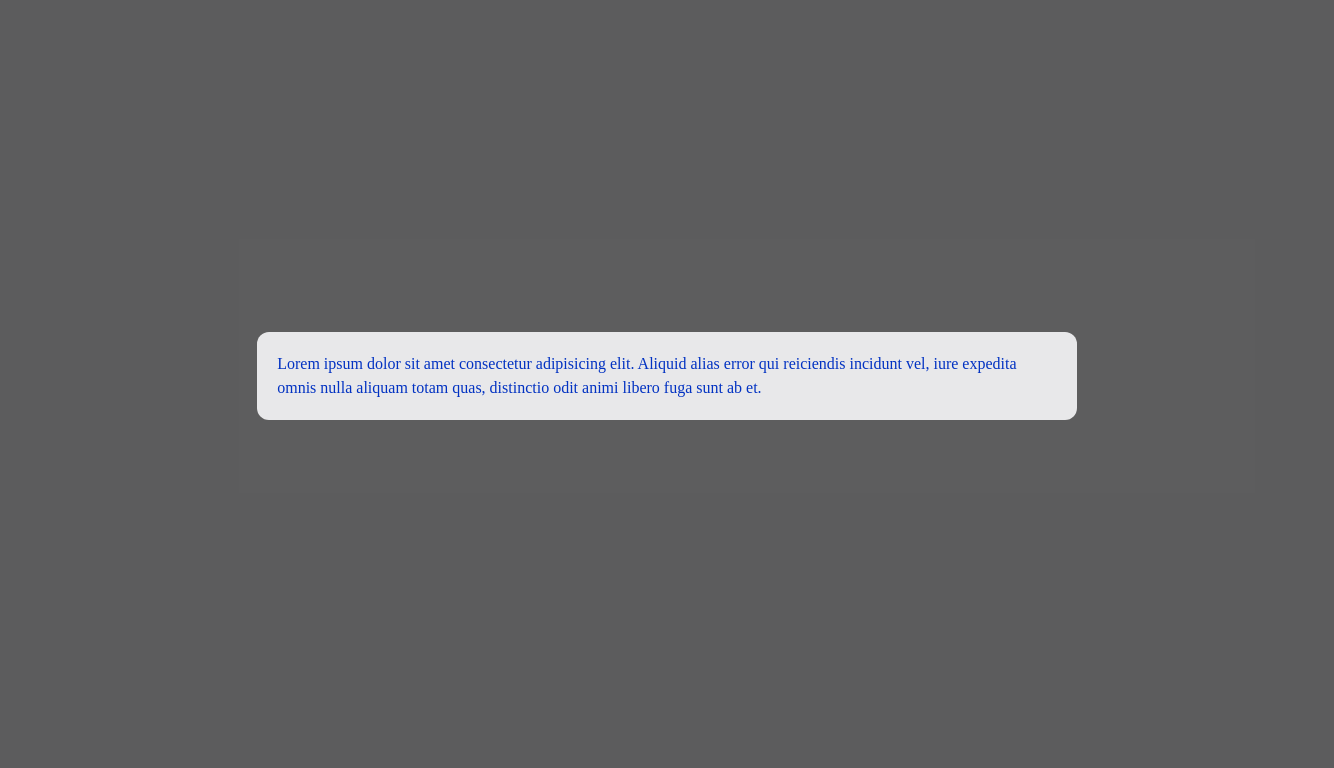 Lorem ipsum dolor sit amet consectetur adipisicing elit. Aliquid alias error qui reiciendis incidunt vel, iure expedita
omnis nulla aliquam totam quas, distinctio odit animi libero fuga sunt ab et.